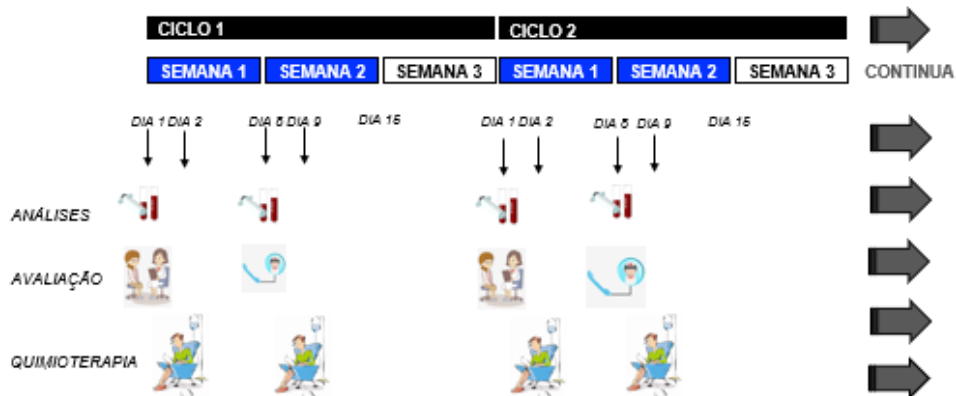 CICLO 1 CICLO 2
SEMANA 1 SEMANA 2 SEMANA 3 SEMANA 1 SEMANA 2 SEMANA 3 CONTINUA
DIA 1 DIA 2 DIA 8 DIA 9 DIA 15 DIA 1 DIA 2 DIA 8 DIA 9 DIA 15
ANÁLISES
AVALIAÇÃO
QUIMIOTERAPIA